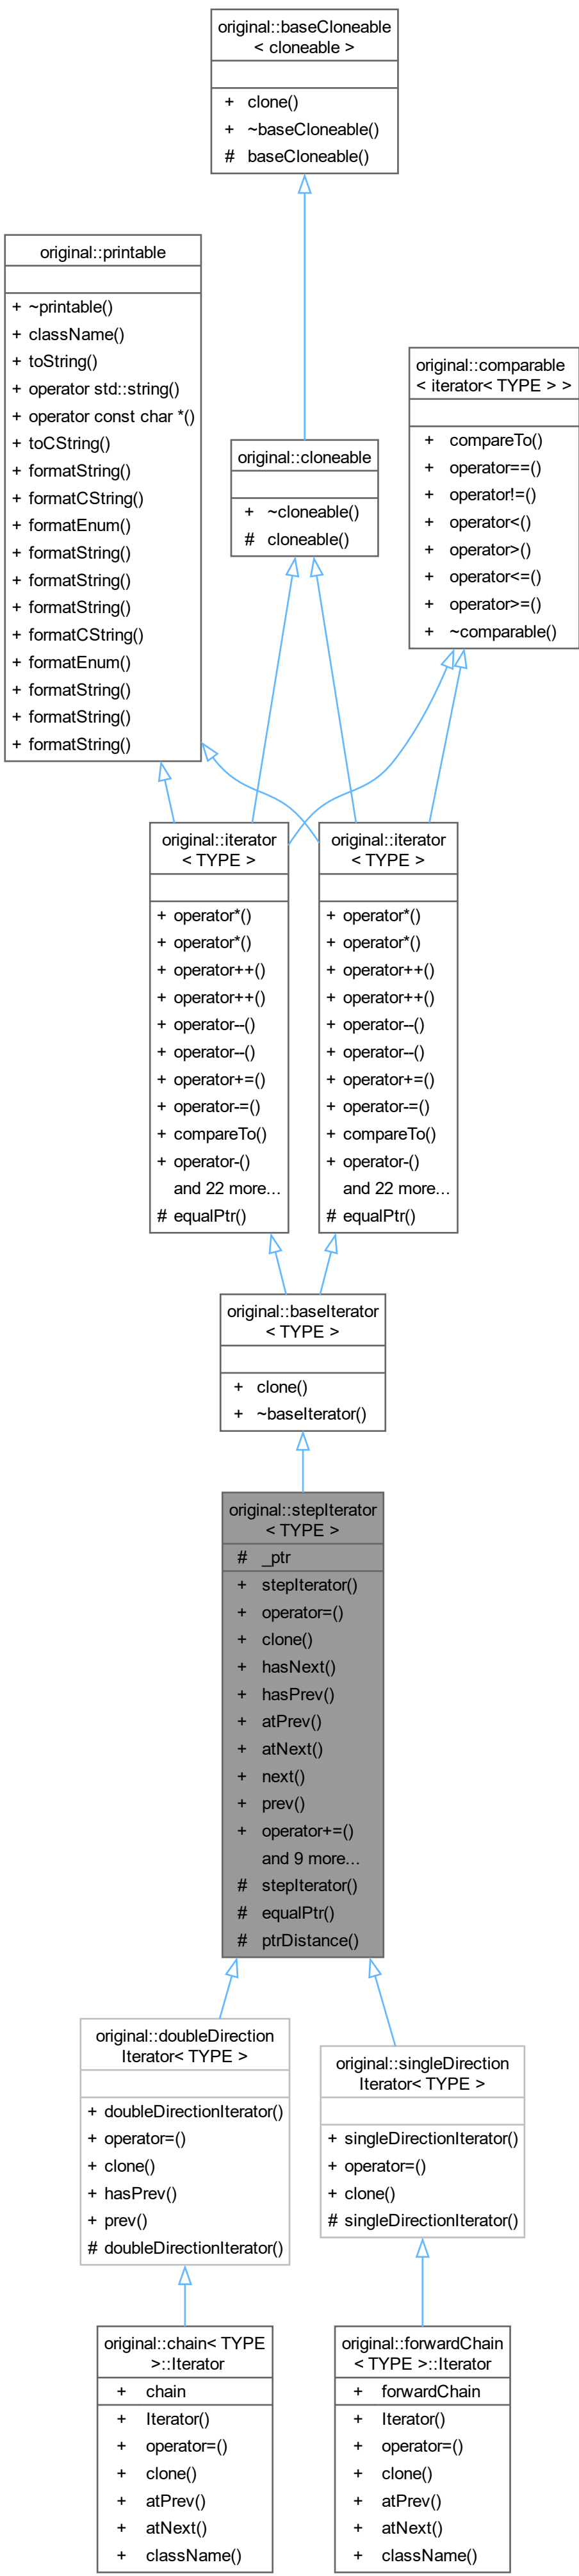 original::baseCloneable
< cloneable >
+ clone()
+ ~baseCloneable()
# baseCloneable()
original::printable
+ ~printable()
+ className()
+ toString()
+ operator std::string()
+ operator const char *()
+ toCString()
+ formatString()
+ formatCString()
+ formatEnum()
+ formatString()
+ formatString()
+ formatString()
+ formatCString()
+ formatEnum()
+ formatString()
+ formatString()
+ formatString()
original::comparable
< iterator< TYPE > >
+ compareTo()
+ operator==()
+ operator!=()
+ operator<()
+ operator>()
+ operator<=()
+ operator>=()
+ ~comparable()
original::cloneable
+ ~cloneable()
# cloneable()
original::iterator
< TYPE >
+ operator*()
+ operator*()
+ operator++()
+ operator++()
+ operator--()
+ operator--()
+ operator+=()
+ operator-=()
+ compareTo()
+ operator-()
and 22 more...
# equalPtr()
original::iterator
< TYPE >
+ operator*()
+ operator*()
+ operator++()
+ operator++()
+ operator--()
+ operator--()
+ operator+=()
+ operator-=()
+ compareTo()
+ operator-()
and 22 more...
# equalPtr()
original::baseIterator
< TYPE >
+ clone()
+ ~baseIterator()
original::stepIterator
< TYPE >
# _ptr
+ stepIterator()
+ operator=()
+ clone()
+ hasNext()
+ hasPrev()
+ atPrev()
+ atNext()
+ next()
+ prev()
+ operator+=()
and 9 more...
# stepIterator()
# equalPtr()
# ptrDistance()
original::doubleDirection
Iterator< TYPE >
+ doubleDirectionIterator()
+ operator=()
+ clone()
+ hasPrev()
+ prev()
# doubleDirectionIterator()
original::singleDirection
Iterator< TYPE >
+ singleDirectionIterator()
+ operator=()
+ clone()
# singleDirectionIterator()
original::chain< TYPE
>::Iterator
+ chain
+ Iterator()
+ operator=()
+ clone()
+ atPrev()
+ atNext()
+ className()
original::forwardChain
< TYPE >::Iterator
+ forwardChain
+ Iterator()
+ operator=()
+ clone()
+ atPrev()
+ atNext()
+ className()